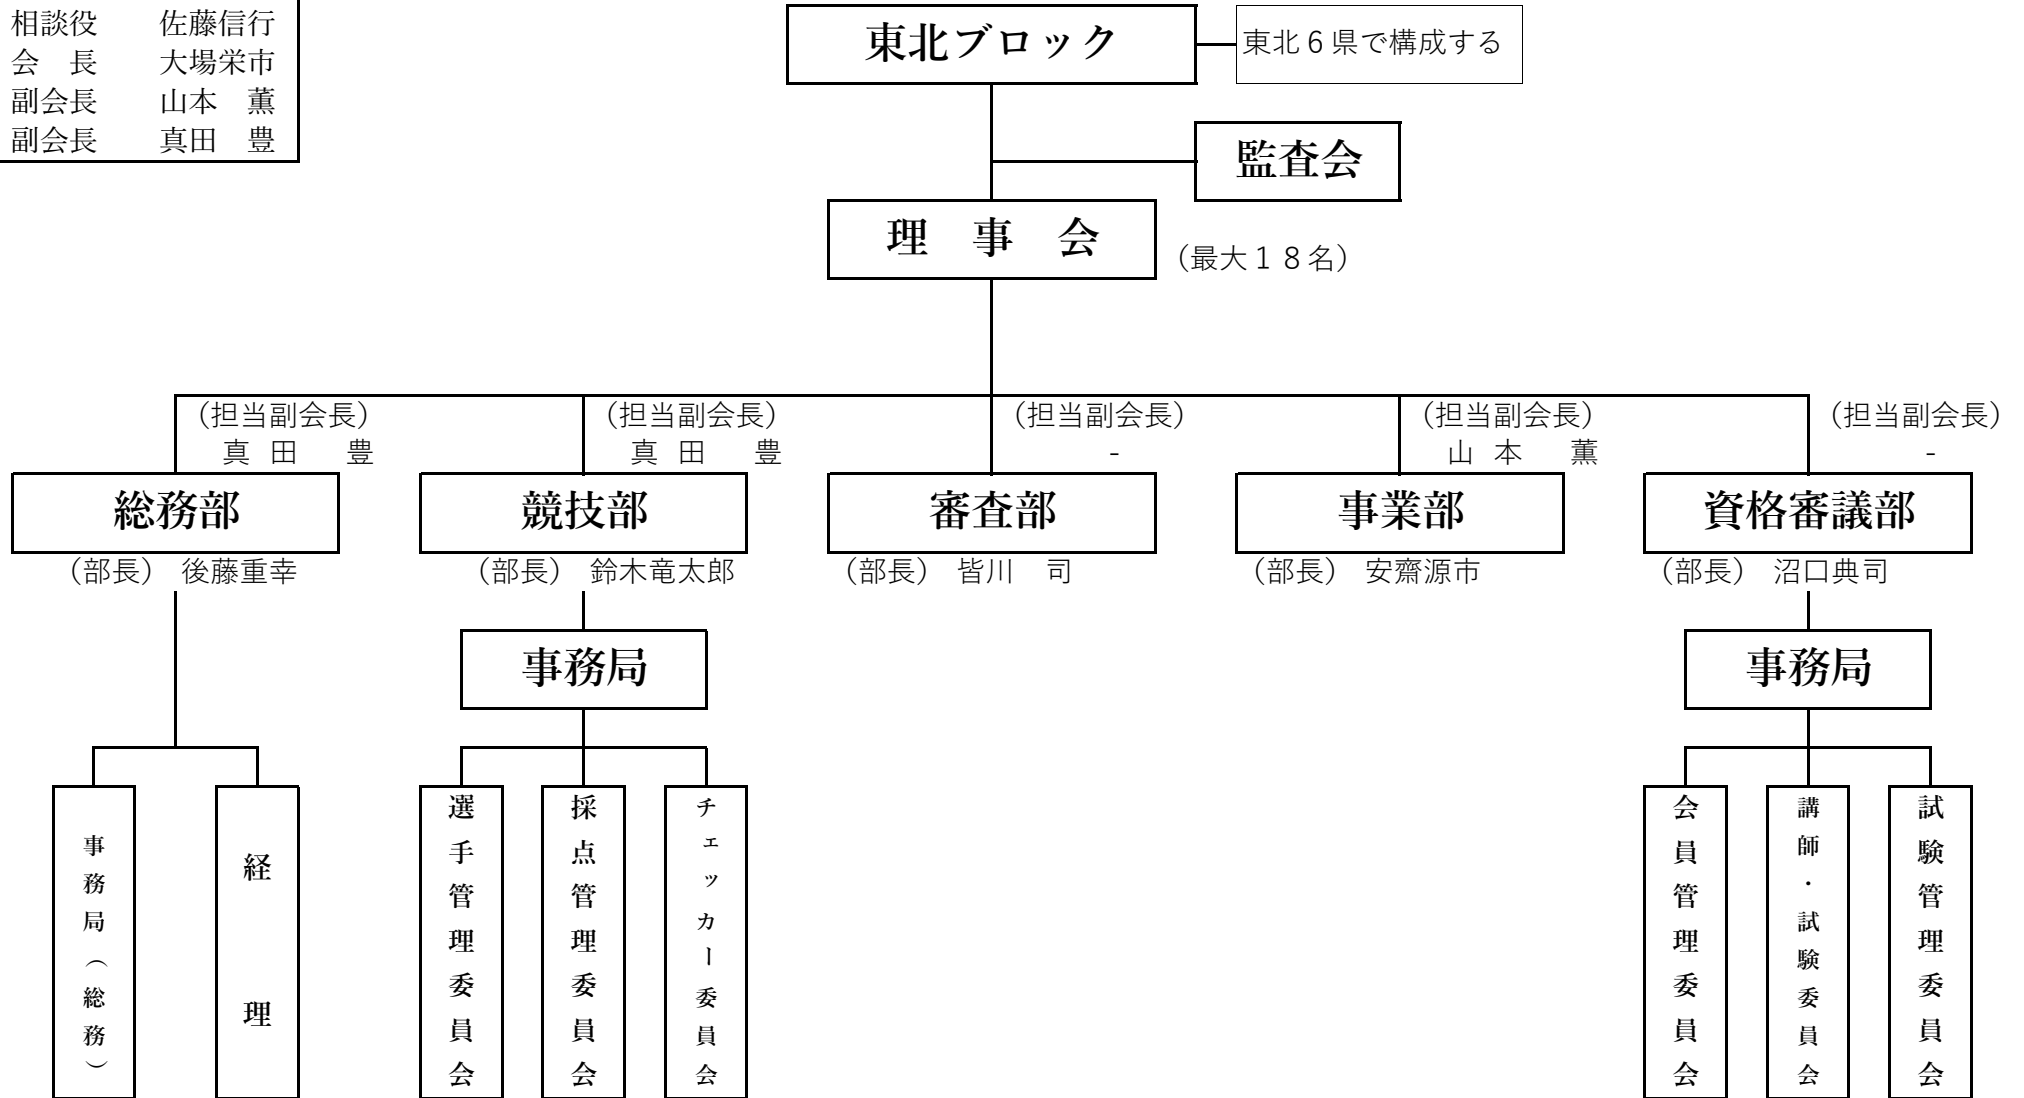 相談役　　佐藤信行
会　長　　大場栄市
副会長　　山本　薫
副会長　　真田　豊
東北ブロック
東北６県で構成する
監査会
理　事　会
（最大１８名）
（担当副会長）
真 田　豊
（担当副会長）
真 田　豊
（担当副会長）
-
（担当副会長）
山 本　薫
（担当副会長）
-
総務部
競技部
審査部
事業部
資格審議部
（部長）　後藤重幸
（部長）　鈴木竜太郎
（部長）　皆川　司
（部長）　安齋源市
（部長）　沼口典司
事務局
事務局
事務局（総務）
経理
選手管理委員会
採点管理委員会
チェッカー委員会
会員管理委員会
講師・試験委員会
試験管理委員会